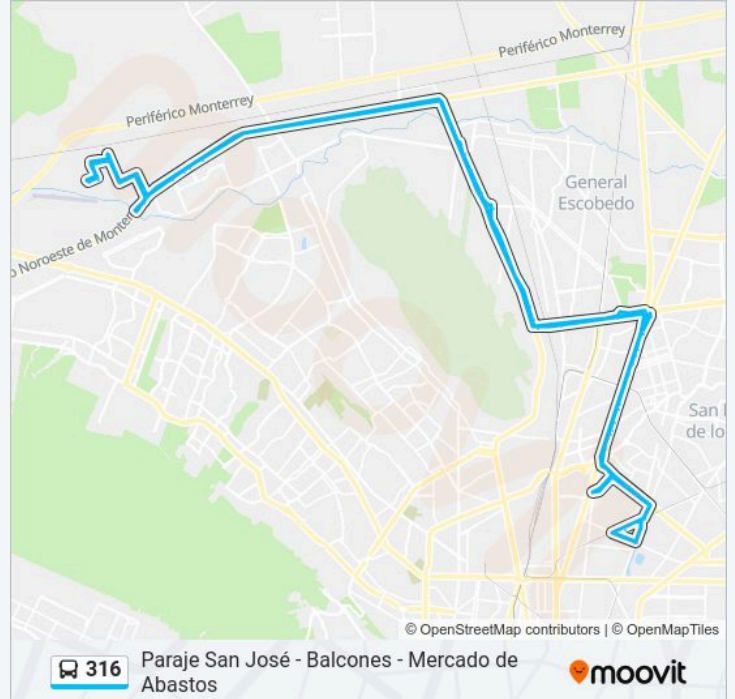 Periférico Monterrey
Periférico Monterrey
General
Escobedo
o Noroeste de Monter
San
de lo
© OpenStreetMap contributors | © OpenMapTiles
316
Paraje San José - Balcones - Mercado de
Abastos
moovit